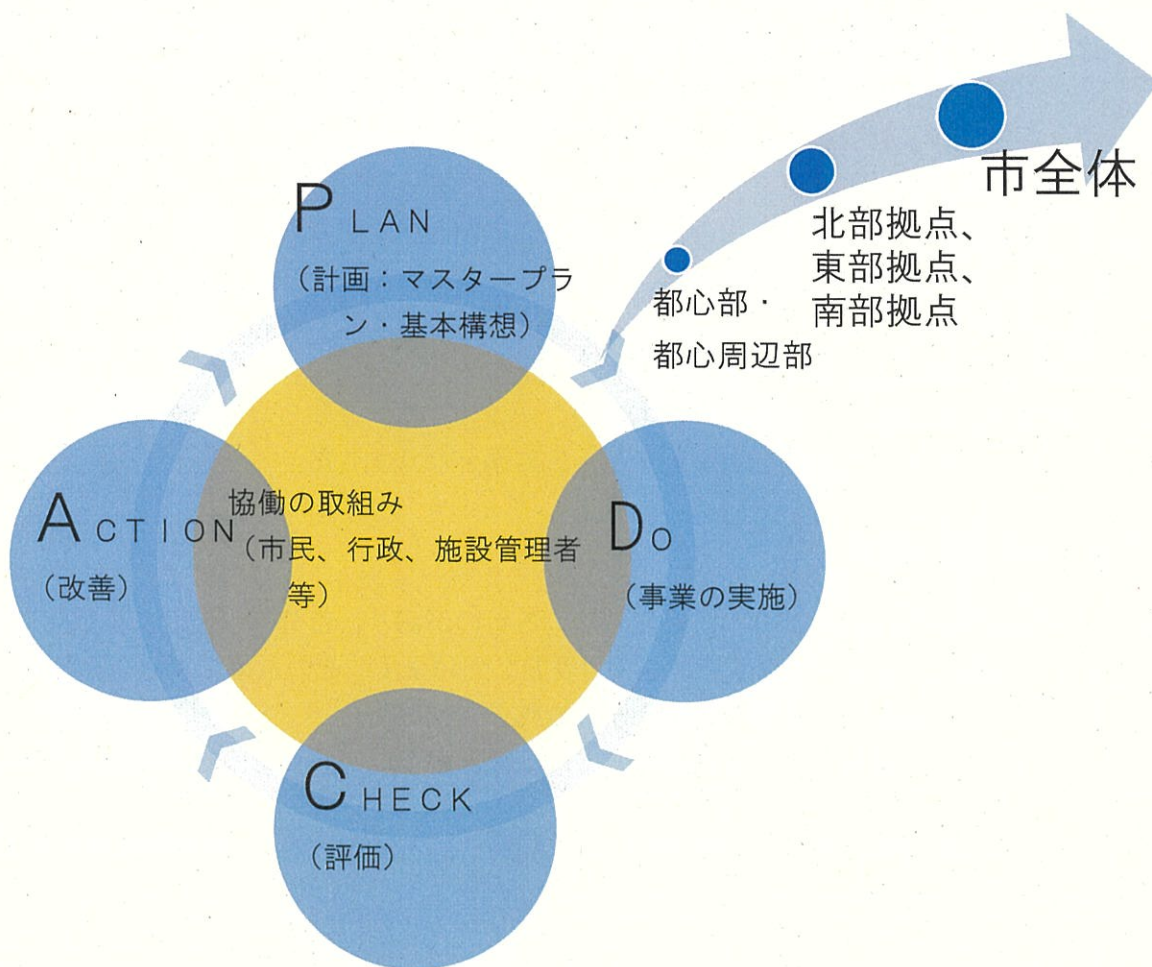 PLAN
（計画：マスタープラ
ン・基本構想）
市全体
北部拠点、
東部拠点、
南部拠点
都心部・
都心周辺部
ACTION
（改善）
協働の取組み
（市民、行政、施設管理者
等）
Do
（事業の実施）
CHECK
（評価）